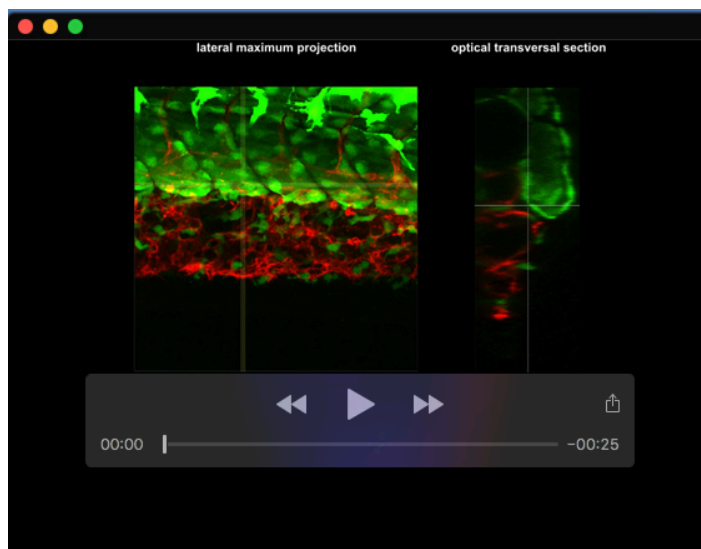 lateral maximum projection
optical transversal section
00:00
-00:25